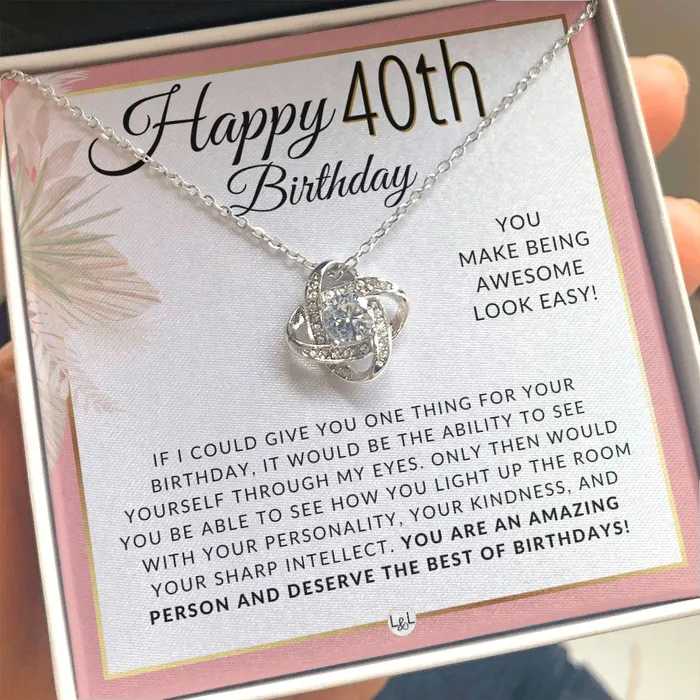 Happy 40th
Birthday
YOU
MAKE BEING
AWESOME
LOOK EASY!
IF I COULD GIVE YOU ONE THING FOR YOUR
BIRTHDAY, IT WOULD BE THE ABILITY TO SEE
YOURSELF THROUGH MY EYES. ONLY THEN WOULD
YOU BE ABLE TO SEE HOW YOU LIGHT UP THE ROOM
WITH YOUR PERSONALITY, YOUR KINDNESS, AND
YOUR SHARP INTELLECT. YOU ARE AN AMAZING
PERSON AND DESERVE THE BEST OF BIRTHDAYS!
L&L